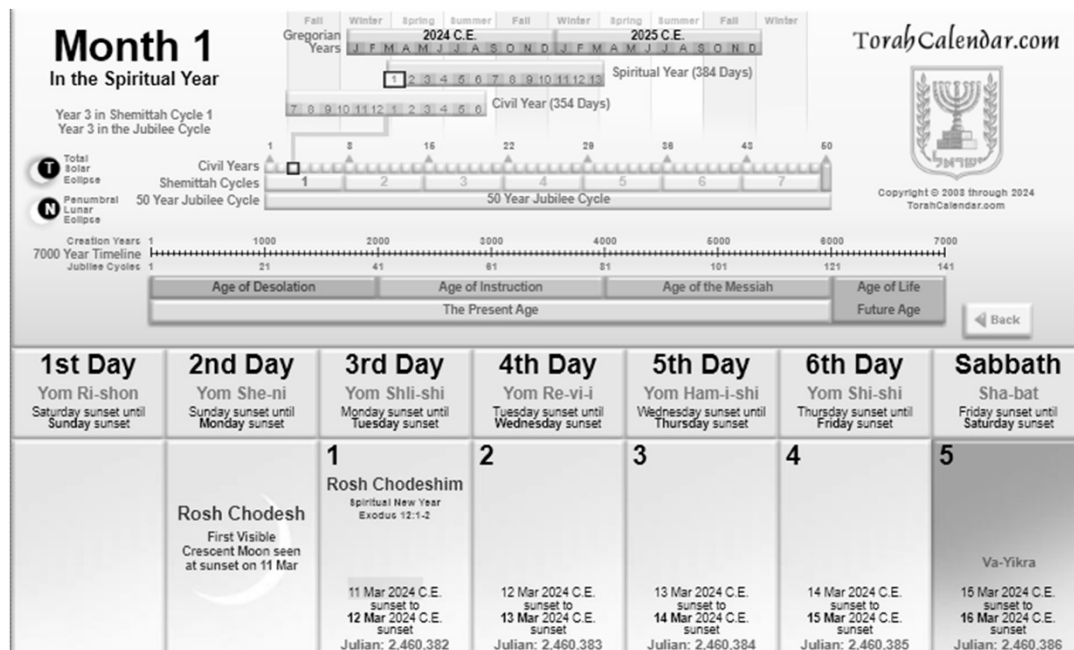 Month 1
In the Spiritual Year
Year 3 in Shemittah Cycle 1
Year 3 in the Jubilee Cycle
T Total Solar Eclipse
N Penumbral Lunar Eclipse
Fall Winter Spring Summer Fall Winter Spring Summer Fall Winter
Gregorian Years
2024 C.E. 2025 C.E.
J F M A M J J A S O N D J F M A M J J A S O N D
1 2 3 4 5 6 7 8 9 10 11 12 13 Spiritual Year (384 Days)
7 8 9 10 11 12 1 2 3 4 5 6 Civil Year (354 Days)
1 8 15 22 29 36 43 50
Civil Years
Shemittah Cycles 1 2 3 4 5 6 7
50 Year Jubilee Cycle 50 Year Jubilee Cycle
TorahCalendar.com
ישראל
Copyright © 2008 through 2024
TorahCalendar.com
Creation Years 1 1000 2000 3000 4000 5000 6000 7000
7000 Year Timeline
Jubilee Cycles 1 21 41 61 81 101 121 141
Age of Desolation Age of Instruction Age of the Messiah Age of Life
The Present Age Future Age
Back
1st Day 2nd Day 3rd Day 4th Day 5th Day 6th Day Sabbath
Yom Ri-shon Yom She-ni Yom Shli-shi Yom Re-vi-i Yom Ham-i-shi Yom Shi-shi Sha-bat
Saturday sunset until Sunday sunset until Monday sunset until Tuesday sunset until Wednesday sunset until Thursday sunset until Friday sunset until
Sunday sunset Monday sunset Tuesday sunset Wednesday sunset Thursday sunset Friday sunset Saturday sunset
1 2 3 4 5
Rosh Chodesh
First Visible
Crescent Moon seen
at sunset on 11 Mar
Rosh Chodeshim
Spiritual New Year
Exodus 12:1-2
Va-Yikra
11 Mar 2024 C.E. 12 Mar 2024 C.E. 13 Mar 2024 C.E. 14 Mar 2024 C.E. 15 Mar 2024 C.E.
sunset to sunset to sunset to sunset to sunset to
12 Mar 2024 C.E. 13 Mar 2024 C.E. 14 Mar 2024 C.E. 15 Mar 2024 C.E. 16 Mar 2024 C.E.
sunset sunset sunset sunset sunset
Julian: 2,460,382 Julian: 2,460,383 Julian: 2,460,384 Julian: 2,460,385 Julian: 2,460,386